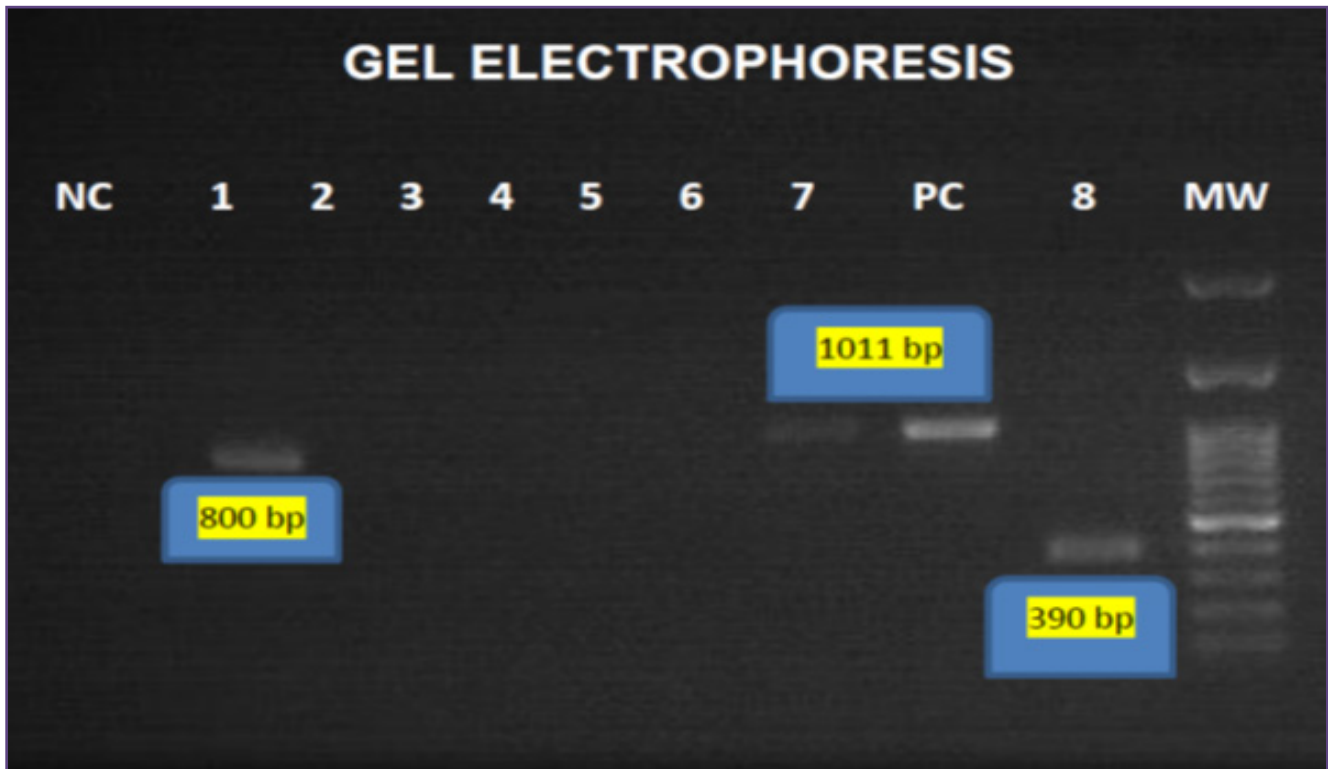 GEL ELECTROPHORESIS
NC 1 2 3 4 5 6 7 PC 8 MW
1011 bp
800 bp
390 bp